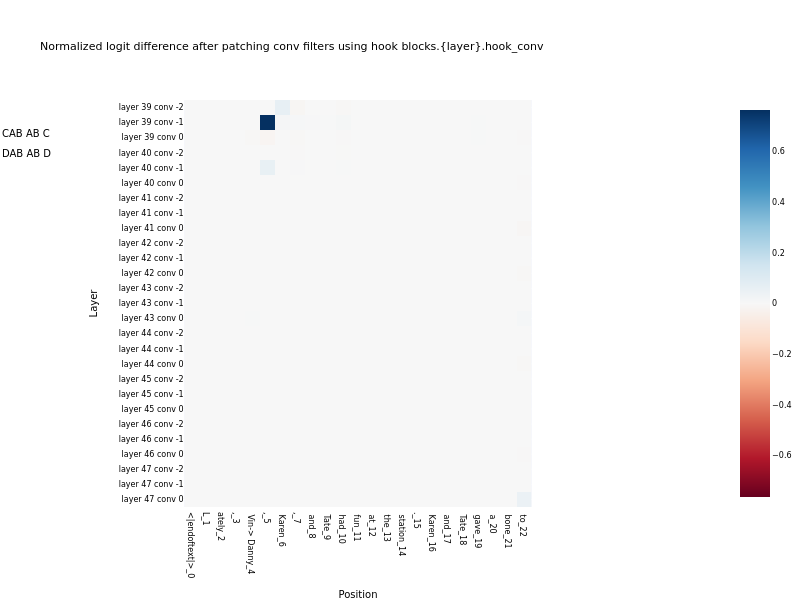 Normalized logit difference after patching conv filters using hook blocks.{layer}.hook_conv
CAB AB C
DAB AB D
Layer
layer 39 conv -2
layer 39 conv -1
layer 39 conv 0
layer 40 conv -2
layer 40 conv -1
layer 40 conv 0
layer 41 conv -2
layer 41 conv -1
layer 41 conv 0
layer 42 conv -2
layer 42 conv -1
layer 42 conv 0
layer 43 conv -2
layer 43 conv -1
layer 43 conv 0
layer 44 conv -2
layer 44 conv -1
layer 44 conv 0
layer 45 conv -2
layer 45 conv -1
layer 45 conv 0
layer 46 conv -2
layer 46 conv -1
layer 46 conv 0
layer 47 conv -2
layer 47 conv -1
layer 47 conv 0
<|endoftext|>_0
L_1
ately_2
,_3
Vin-> Danny_4
,_5
Karen_6
,_7
and_8
Tate_9
had_10
fun_11
at_12
the_13
station_14
._15
Karen_16
and_17
Tate_18
gave_19
a_20
bone_21
to_22
Position
0.6
0.4
0.2
0
−0.2
−0.4
−0.6